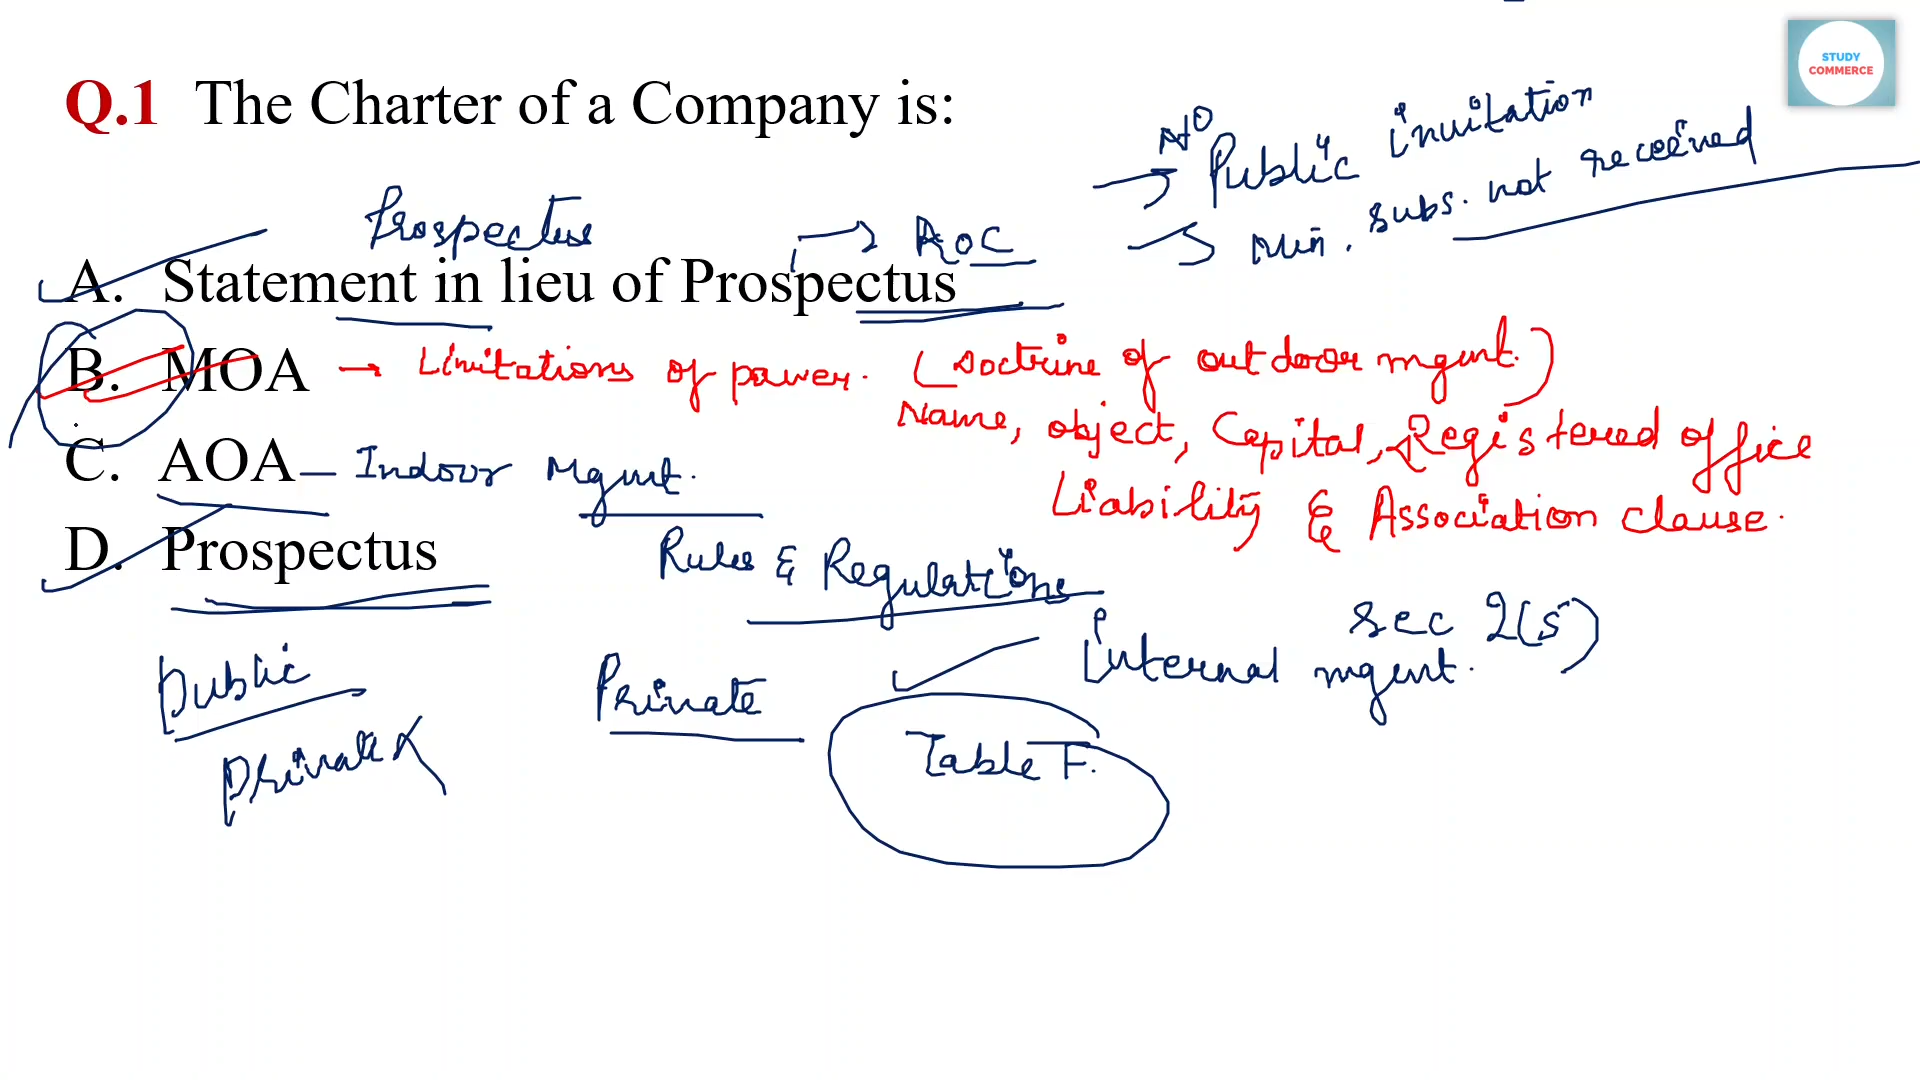 STUDY
COMMERCE
Q.1 The Charter of a Company is:
→ No Public invitation
→ Min. subs. not received
Prospectus
→ ROC
A. Statement in lieu of Prospectus
B. MOA → Limitations of power. (Doctrine of outdoor mgmt.)
Name, object, Capital, Registered office
Liability & Association clause.
C. AOA – Indoor Mgmt.
D. Prospectus
Rules & Regulations
sec 2(5)
Internal mgmt.
Public
Private
Private
Table F.